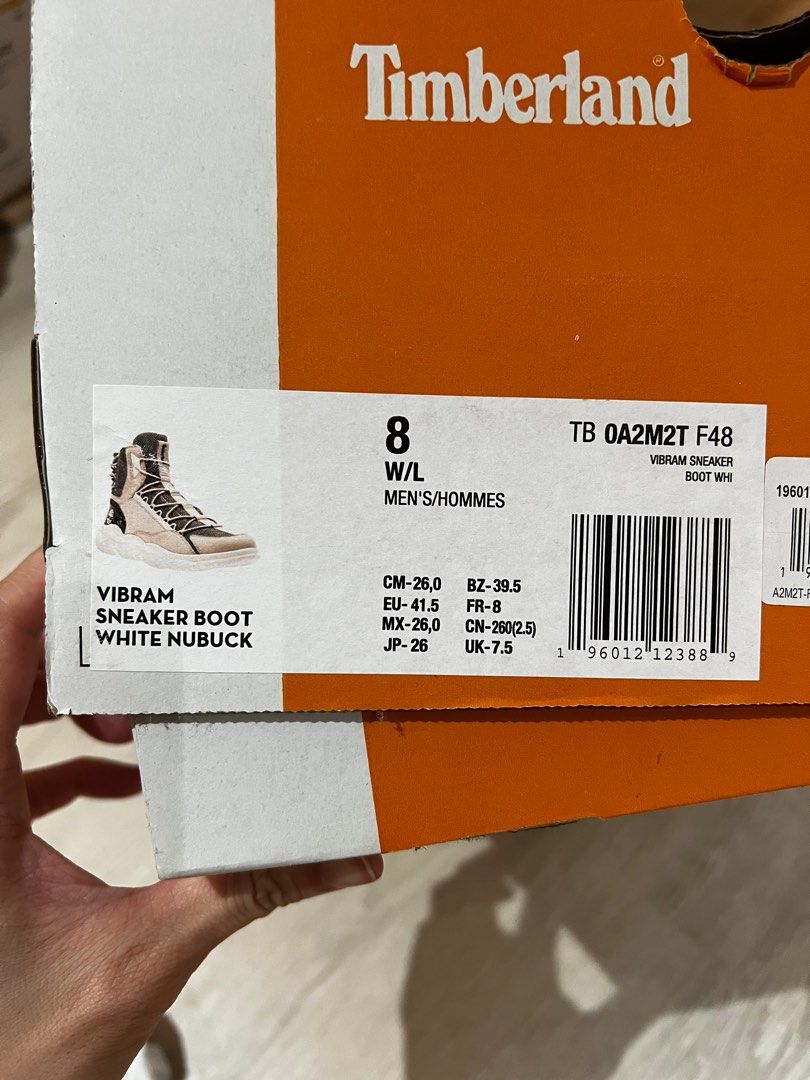 Timberland®
8
W/L
MEN'S/HOMMES
TB 0A2M2T F48
VIBRAM SNEAKER
BOOT WHI
VIBRAM
SNEAKER BOOT
WHITE NUBUCK
CM-26,0 BZ-39.5
EU- 41.5 FR-8
MX-26,0 CN-260(2.5)
JP- 26 UK-7.5
1 96012 12388 9
19601
A2M2T-